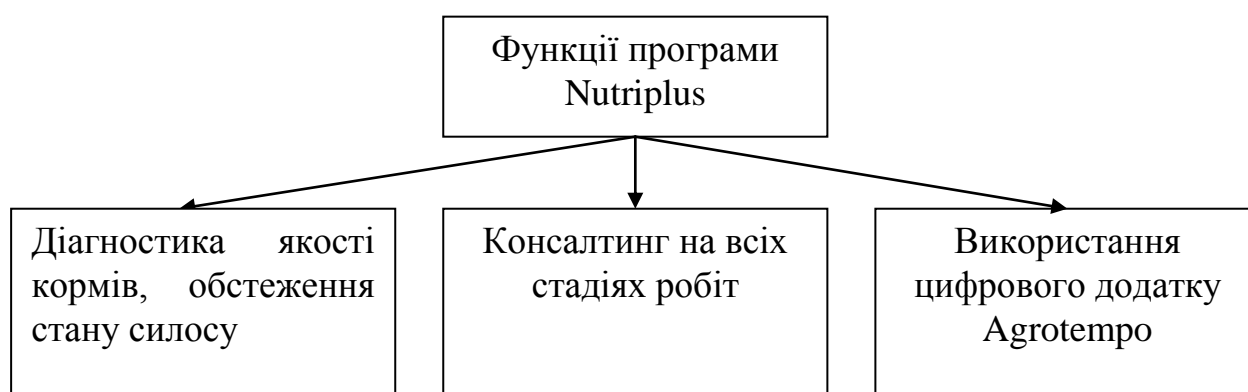 Функції програми
Nutriplus
Діагностика якості
кормів, обстеження
стану силосу
Консалтинг на всіх
стадіях робіт
Використання
цифрового додатку
Agrotempo